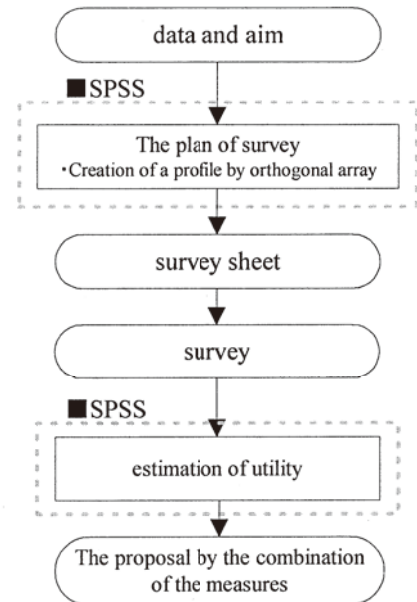 data and aim
■SPSS
The plan of survey
・Creation of a profile by orthogonal array
survey sheet
survey
■SPSS
estimation of utility
The proposal by the combination
of the measures